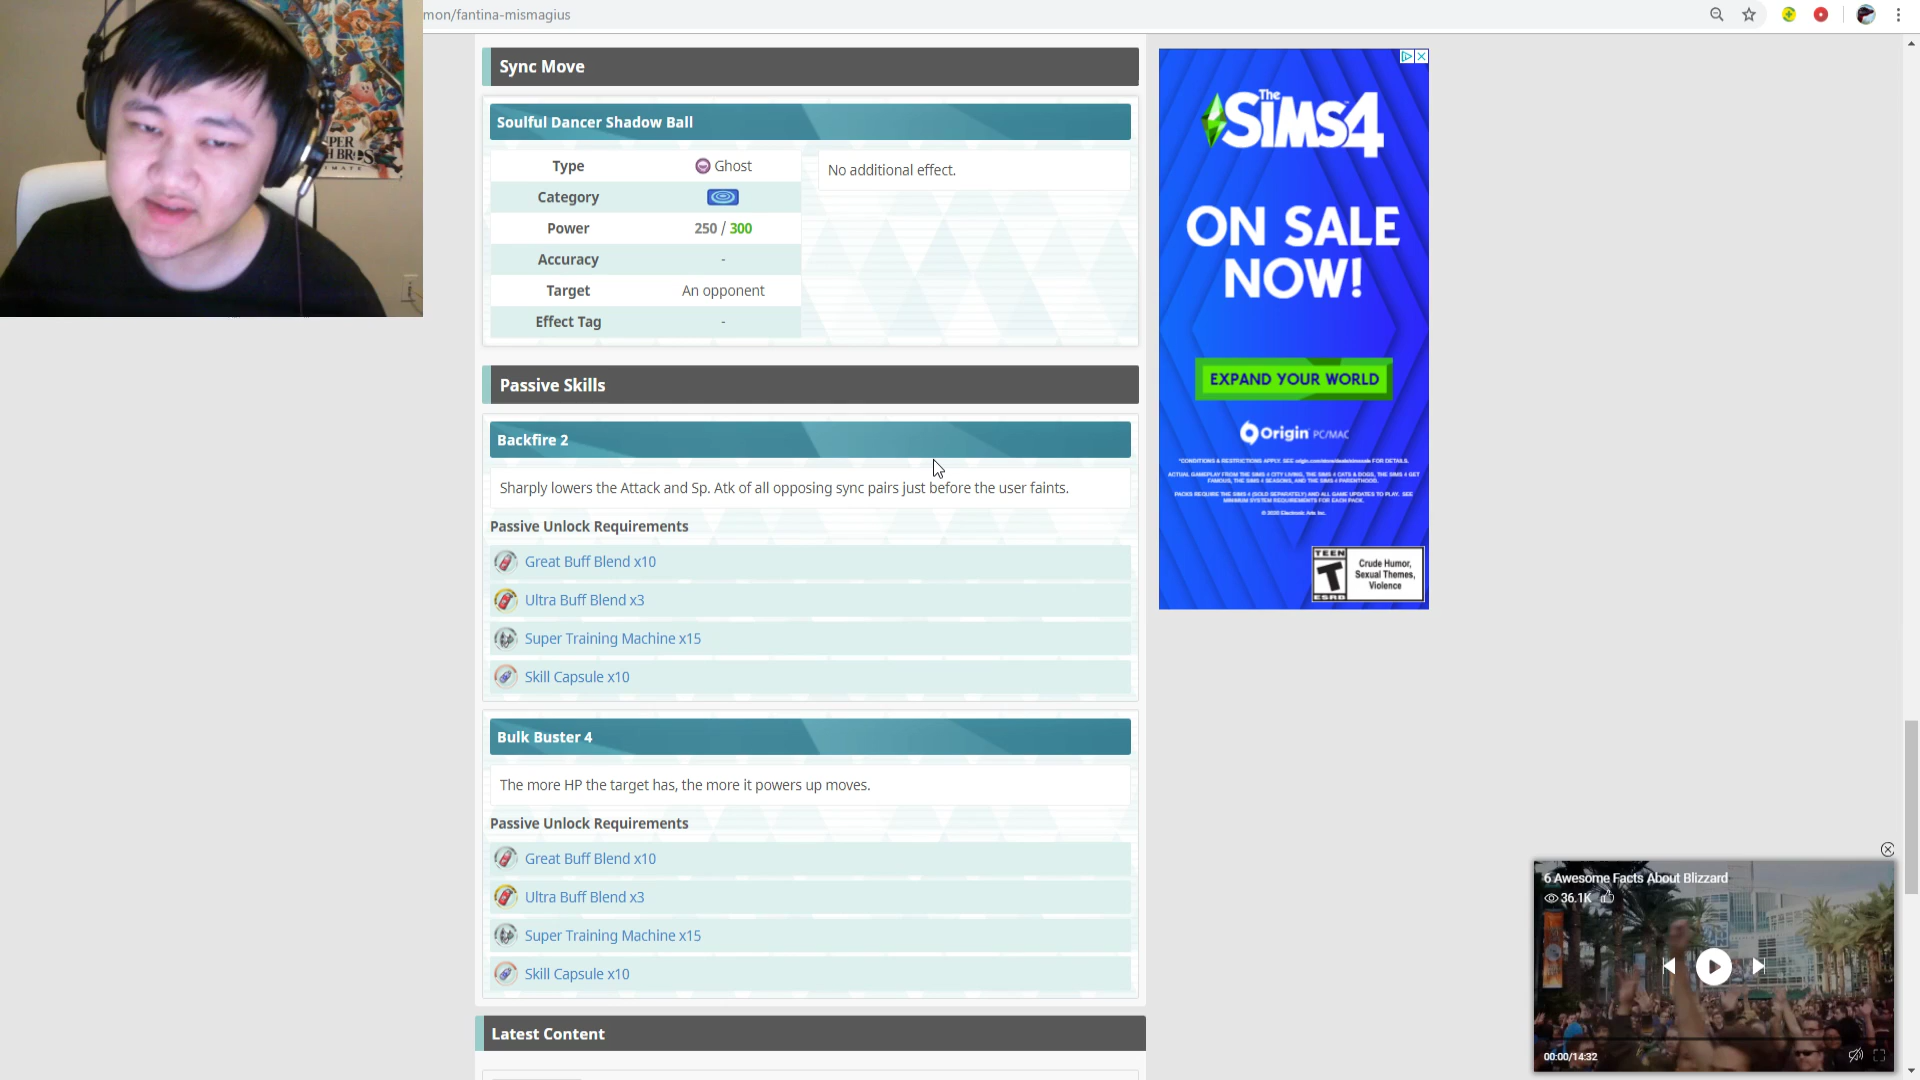 mon/fantina-mismagius
PER
SH BROS
IMATE
Sync Move
Soulful Dancer Shadow Ball
Type Ghost
No additional effect.
Category
Power 250 / 300
Accuracy -
Target An opponent
Effect Tag -
Passive Skills
Backfire 2
Sharply lowers the Attack and Sp. Atk of all opposing sync pairs just before the user faints.
Passive Unlock Requirements
Great Buff Blend x10
Ultra Buff Blend x3
Super Training Machine x15
Skill Capsule x10
Bulk Buster 4
The more HP the target has, the more it powers up moves.
Passive Unlock Requirements
Great Buff Blend x10
Ultra Buff Blend x3
Super Training Machine x15
Skill Capsule x10
Latest Content
The
SIMS4
ON SALE
NOW!
EXPAND YOUR WORLD
Origin PC/MAC
TEEN
T
ESRB
Crude Humor,
Sexual Themes,
Violence
6 Awesome Facts About Blizzard
36.1K
00:00/14:32